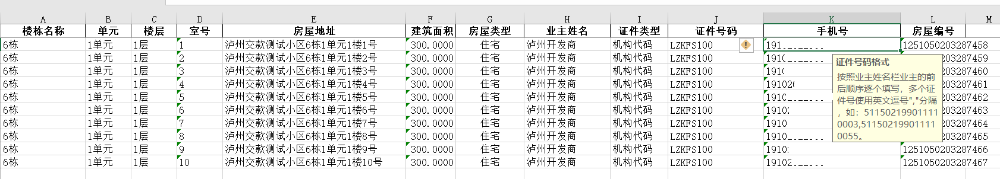 A B C D E F G H I J K L M
楼栋名称 单元 楼层 室号 房屋地址 建筑面积 房屋类型 业主姓名 证件类型 证件号码 手机号 房屋编号
6栋 1单元 1层 1 泸州交款测试小区6栋1单元1楼1号 300.0000 住宅 泸州开发商 机构代码 LZKFS100 191 1251050203287458
6栋 1单元 1层 2 泸州交款测试小区6栋1单元1楼2号 300.0000 住宅 泸州开发商 机构代码 LZKFS100 1910 0203287459
6栋 1单元 1层 3 泸州交款测试小区6栋1单元1楼3号 300.0000 住宅 泸州开发商 机构代码 LZKFS100 191 0203287460
6栋 1单元 1层 4 泸州交款测试小区6栋1单元1楼4号 300.0000 住宅 泸州开发商 机构代码 LZKFS100 191026 0203287461
6栋 1单元 1层 5 泸州交款测试小区6栋1单元1楼5号 300.0000 住宅 泸州开发商 机构代码 LZKFS100 1910 0203287462
6栋 1单元 1层 6 泸州交款测试小区6栋1单元1楼6号 300.0000 住宅 泸州开发商 机构代码 LZKFS100 1910 0203287463
6栋 1单元 1层 7 泸州交款测试小区6栋1单元1楼7号 300.0000 住宅 泸州开发商 机构代码 LZKFS100 1910 0203287464
6栋 1单元 1层 8 泸州交款测试小区6栋1单元1楼8号 300.0000 住宅 泸州开发商 机构代码 LZKFS100 1910 0203287465
6栋 1单元 1层 9 泸州交款测试小区6栋1单元1楼9号 300.0000 住宅 泸州开发商 机构代码 LZKFS100 1910 1251050203287466
6栋 1单元 1层 10 泸州交款测试小区6栋1单元1楼10号 300.0000 住宅 泸州开发商 机构代码 LZKFS100 19102 1251050203287467
证件号码格式
按照业主姓名栏业主的前
后顺序逐个填写，多个证
件号使用英文逗号","分隔
，如：51150219901111
0003,51150219901111
0055。